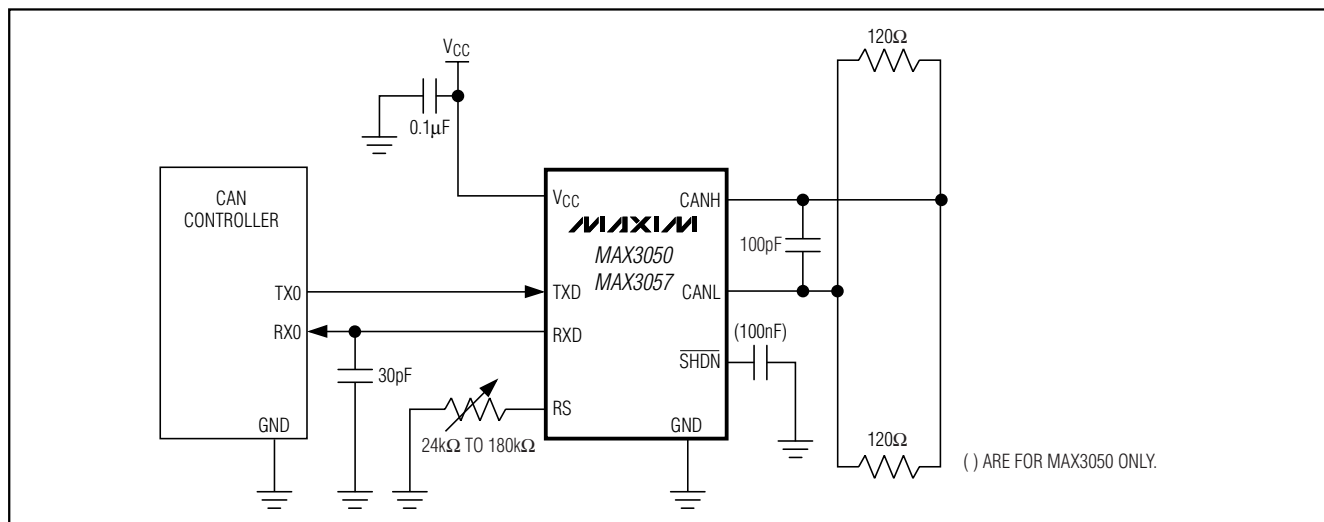 120Ω
VCC
0.1µF
CAN
CONTROLLER
VCC
CANH
MAXIM
MAX3050
MAX3057
100pF
TX0
TXD
CANL
RX0
RXD
(100nF)
SHDN
30pF
RS
GND
24kΩ TO 180kΩ
GND
120Ω
( ) ARE FOR MAX3050 ONLY.